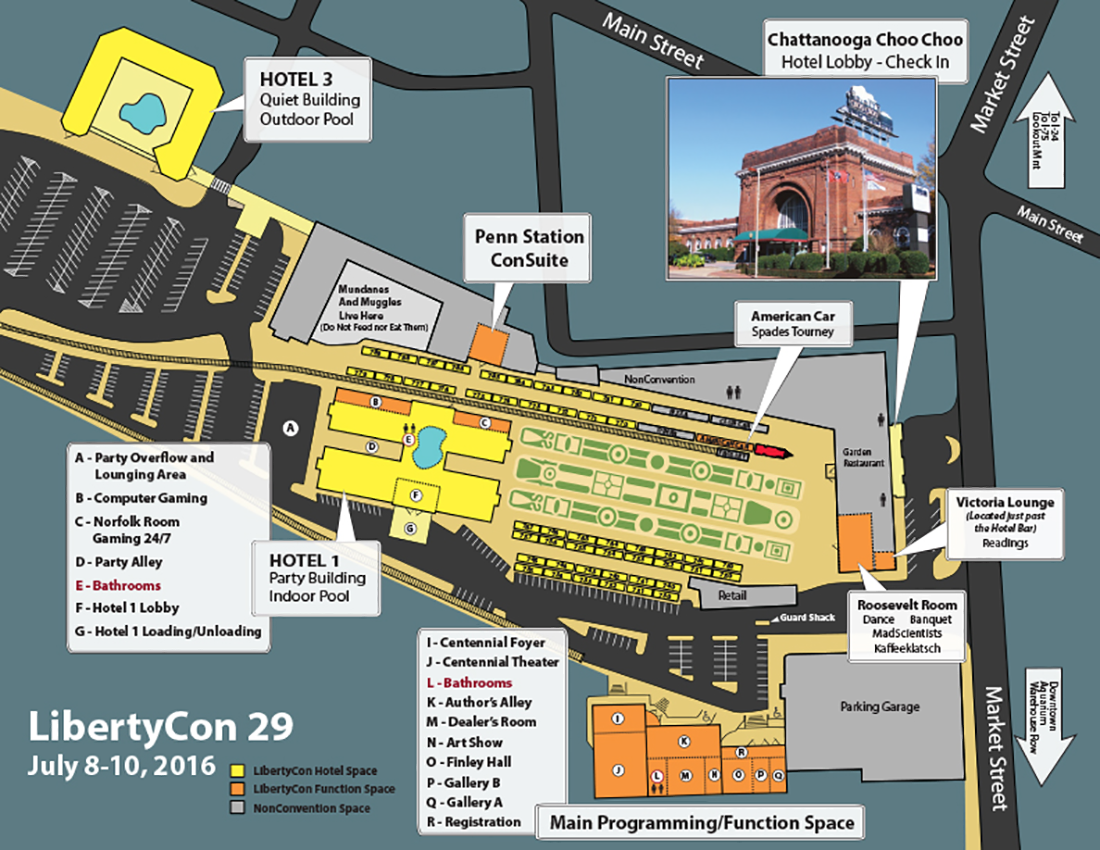 Main Street
Chattanooga Choo Choo
Hotel Lobby - Check In
Market Street
To I-24
To I-75
Lookout Mnt
Main Street
HOTEL 3
Quiet Building
Outdoor Pool
Penn Station
ConSuite
Mundanes
And Muggles
Live Here
(Do Not Feed nor Eat Them)
American Car
Spades Tourney
NonConvention
Garden
Restaurant
B
C
A
E
D
F
G
A - Party Overflow and
Lounging Area
B - Computer Gaming
C - Norfolk Room
Gaming 24/7
D - Party Alley
E - Bathrooms
F - Hotel 1 Lobby
G - Hotel 1 Loading/Unloading
HOTEL 1
Party Building
Indoor Pool
Victoria Lounge
(Located just past
the Hotel Bar)
Readings
Retail
Guard Shack
Roosevelt Room
Dance Banquet
MadScientists
Kaffeeklatsch
I - Centennial Foyer
J - Centennial Theater
L - Bathrooms
K - Author's Alley
M - Dealer's Room
N - Art Show
O - Finley Hall
P - Gallery B
Q - Gallery A
R - Registration
Parking Garage
Downtown
Aquarium
Warehouse Row
Market Street
I
K
R
J
L
M
N
O
P
Q
LibertyCon 29
July 8-10, 2016
LibertyCon Hotel Space
LibertyCon Function Space
NonConvention Space
Main Programming/Function Space